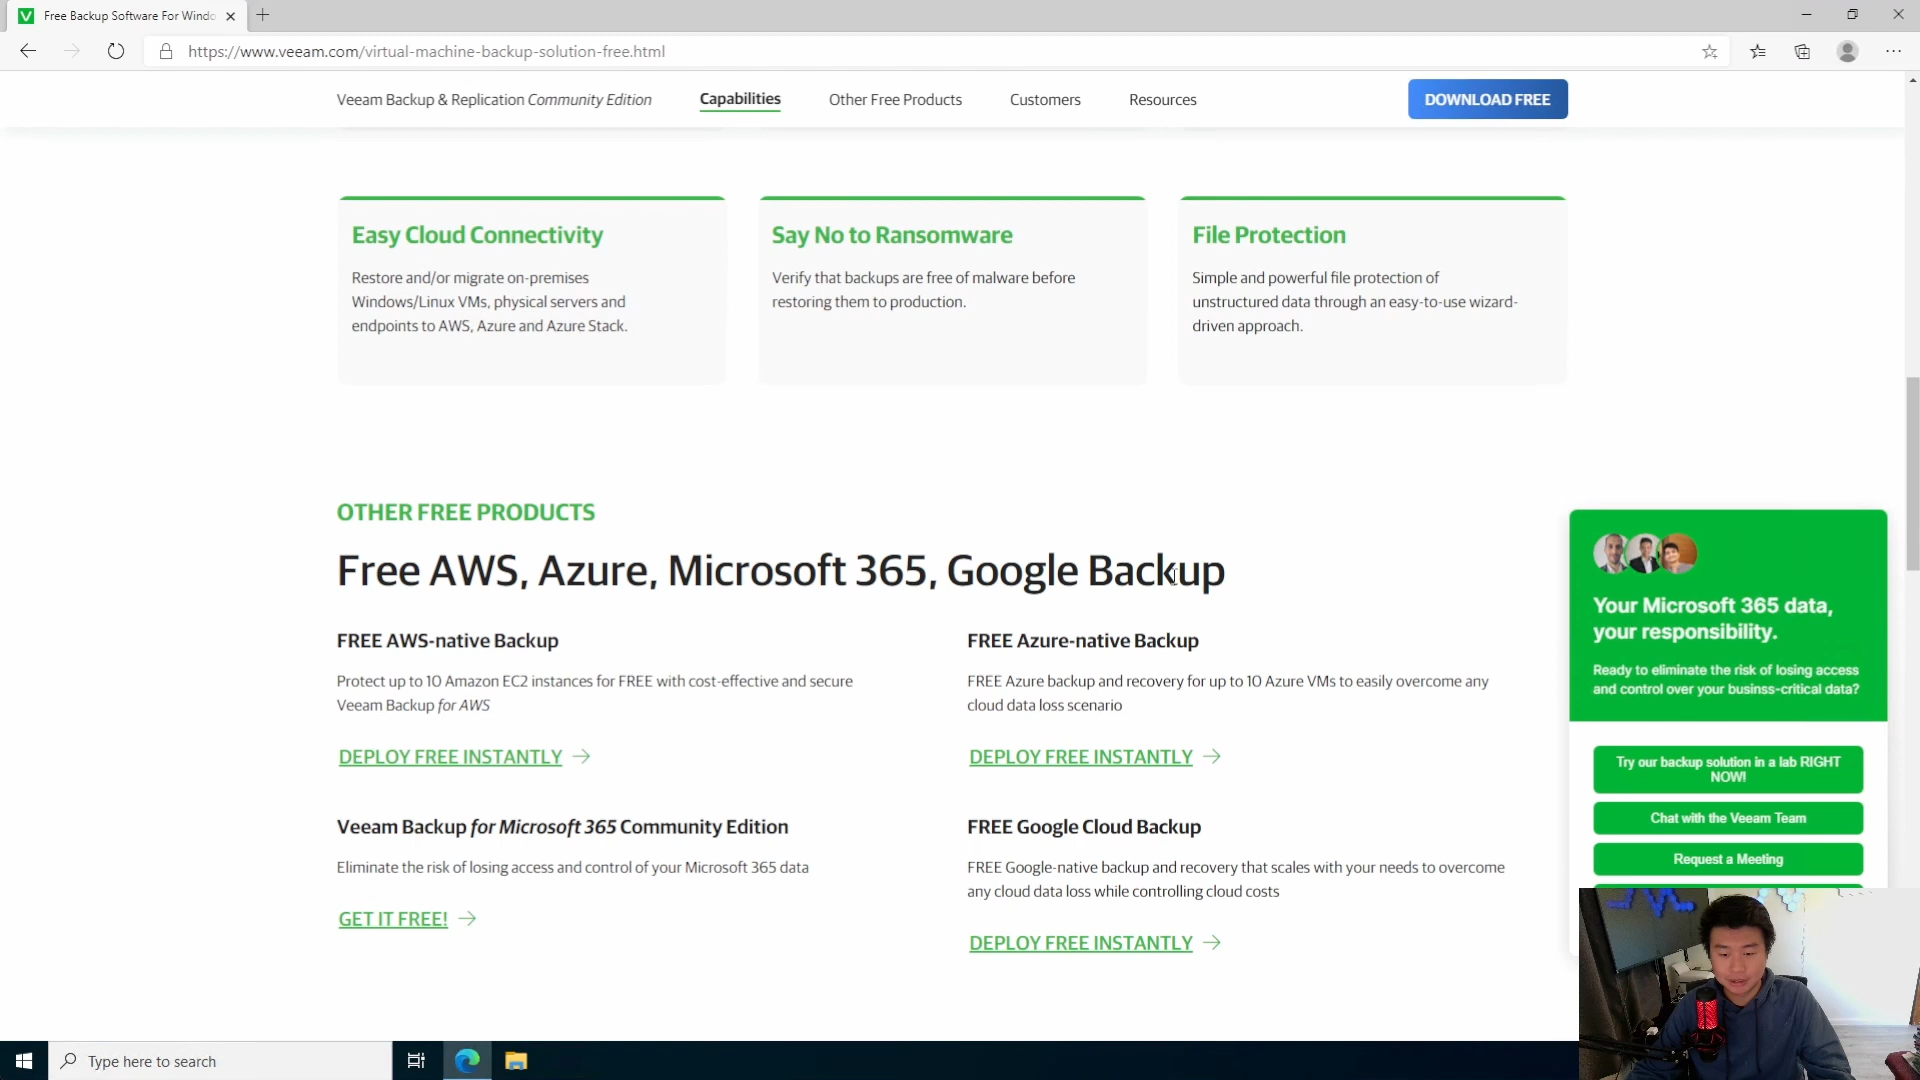 Free Backup Software For Windo
https://www.veeam.com/virtual-machine-backup-solution-free.html
Veeam Backup & Replication Community Edition
Capabilities
Other Free Products
Customers
Resources
DOWNLOAD FREE
Easy Cloud Connectivity
Restore and/or migrate on-premises
Windows/Linux VMs, physical servers and
endpoints to AWS, Azure and Azure Stack.
Say No to Ransomware
Verify that backups are free of malware before
restoring them to production.
File Protection
Simple and powerful file protection of
unstructured data through an easy-to-use wizard-
driven approach.
OTHER FREE PRODUCTS
Free AWS, Azure, Microsoft 365, Google Backup
FREE AWS-native Backup
Protect up to 10 Amazon EC2 instances for FREE with cost-effective and secure
Veeam Backup for AWS
DEPLOY FREE INSTANTLY
FREE Azure-native Backup
FREE Azure backup and recovery for up to 10 Azure VMs to easily overcome any
cloud data loss scenario
DEPLOY FREE INSTANTLY
Veeam Backup for Microsoft 365 Community Edition
Eliminate the risk of losing access and control of your Microsoft 365 data
GET IT FREE!
FREE Google Cloud Backup
FREE Google-native backup and recovery that scales with your needs to overcome
any cloud data loss while controlling cloud costs
DEPLOY FREE INSTANTLY
Your Microsoft 365 data,
your responsibility.
Ready to eliminate the risk of losing access
and control over your businss-critical data?
Try our backup solution in a lab RIGHT
NOW!
Chat with the Veeam Team
Request a Meeting
Type here to search